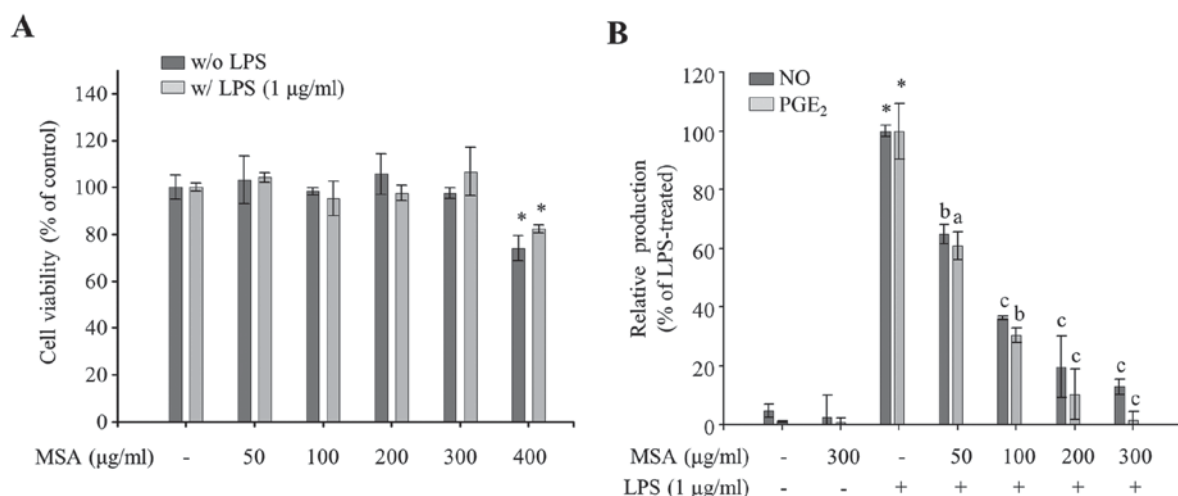 A
w/o LPS
w/ LPS (1 µg/ml)
Cell viability (% of control)
140
120
100
80
60
40
20
0
* *
MSA (µg/ml) - 50 100 200 300 400
B
NO
PGE₂
Relative production
(% of LPS-treated)
120
100
80
60
40
20
0
* *
b a
c b
c c
c c
MSA (µg/ml) - 300 - 50 100 200 300
LPS (1 µg/ml) - - + + + + +